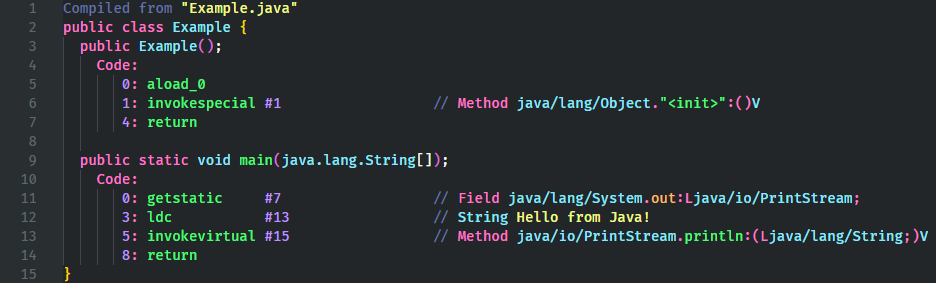 1 Compiled from "Example.java"
2 public class Example {
3   public Example();
4     Code:
5        0: aload_0
6        1: invokespecial #1                  // Method java/lang/Object."<init>":()V
7        4: return
8
9   public static void main(java.lang.String[]);
10     Code:
11        0: getstatic     #7                  // Field java/lang/System.out:Ljava/io/PrintStream;
12        3: ldc           #13                 // String Hello from Java!
13        5: invokevirtual #15                 // Method java/io/PrintStream.println:(Ljava/lang/String;)V
14        8: return
15 }